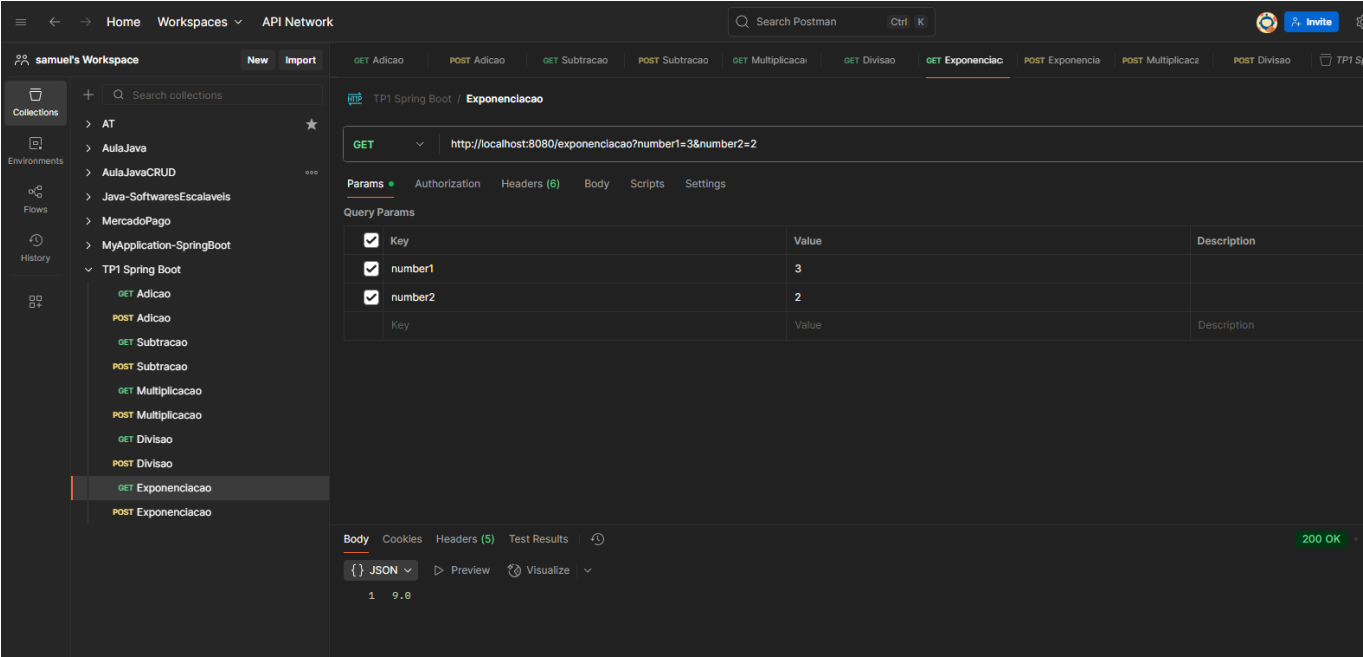 Home Workspaces API Network Search Postman Ctrl K Invite
samuel's Workspace New Import
GET Adicao POST Adicao GET Subtracao POST Subtracao GET Multiplicaca GET Divisao GET Exponenciac POST Exponencia POST Multiplicaca POST Divisao TP1 S
Collections
Environments
Flows
History
Search collections
AT
AulaJava
AulaJavaCRUD
Java-SoftwaresEscalaveis
MercadoPago
MyApplication-SpringBoot
TP1 Spring Boot
GET Adicao
POST Adicao
GET Subtracao
POST Subtracao
GET Multiplicacao
POST Multiplicacao
GET Divisao
POST Divisao
GET Exponenciacao
POST Exponenciacao
HTTP TP1 Spring Boot / Exponenciacao
GET http://localhost:8080/exponenciacao?number1=3&number2=2
Params Authorization Headers (6) Body Scripts Settings
Query Params
Key Value Description
number1 3
number2 2
Key Value Description
Body Cookies Headers (5) Test Results 200 OK
{} JSON Preview Visualize
1 9.0